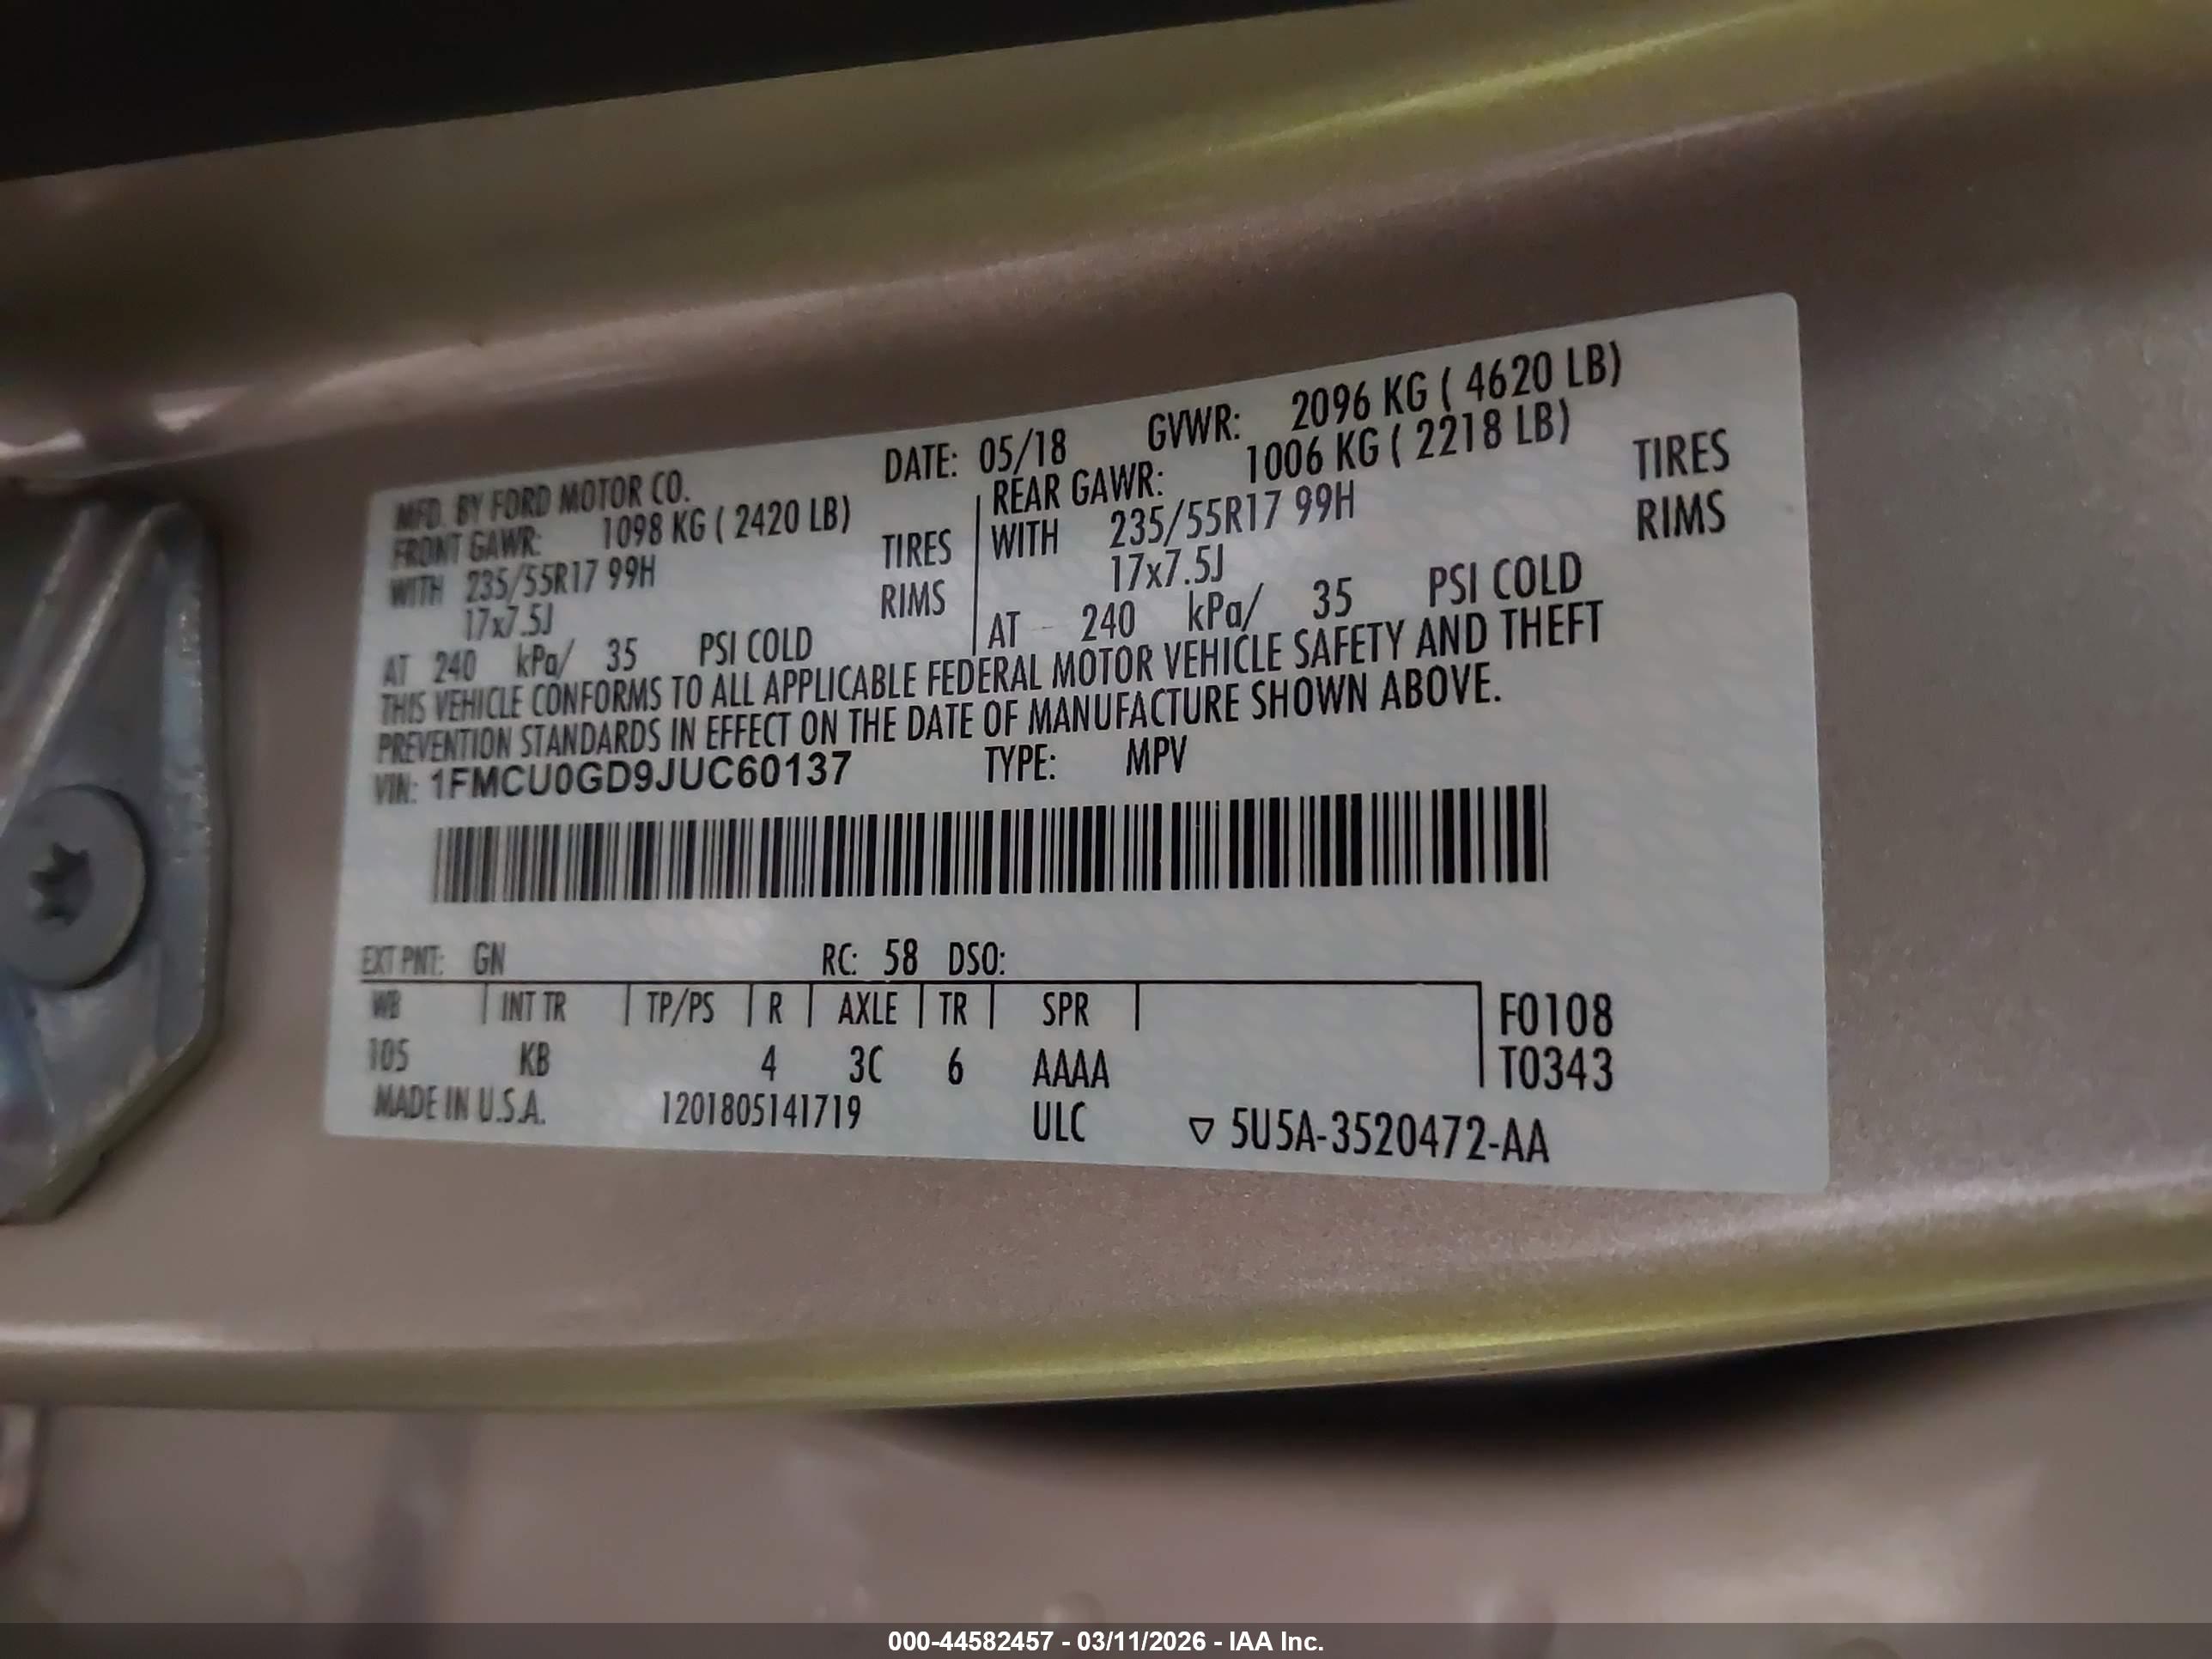 MFD. BY FORD MOTOR CO. DATE: 05/18 GVWR: 2096 KG ( 4620 LB)
FRONT GAWR: 1098 KG ( 2420 LB) REAR GAWR: 1006 KG ( 2218 LB)
WITH 235/55R17 99H TIRES WITH 235/55R17 99H TIRES
17x7.5J RIMS 17x7.5J RIMS
AT 240 kPa/ 35 PSI COLD AT 240 kPa/ 35 PSI COLD
THIS VEHICLE CONFORMS TO ALL APPLICABLE FEDERAL MOTOR VEHICLE SAFETY AND THEFT
PREVENTION STANDARDS IN EFFECT ON THE DATE OF MANUFACTURE SHOWN ABOVE.
VIN: 1FMCU0GD9JUC60137 TYPE: MPV
EXT PNT: GN RC: 58 DSO:
WB INT TR TP/PS R AXLE TR SPR F0108
105 KB 4 3C 6 AAAA T0343
MADE IN U.S.A. 1201805141719 ULC ▽ 5U5A-3520472-AA
000-44582457 - 03/11/2026 - IAA Inc.